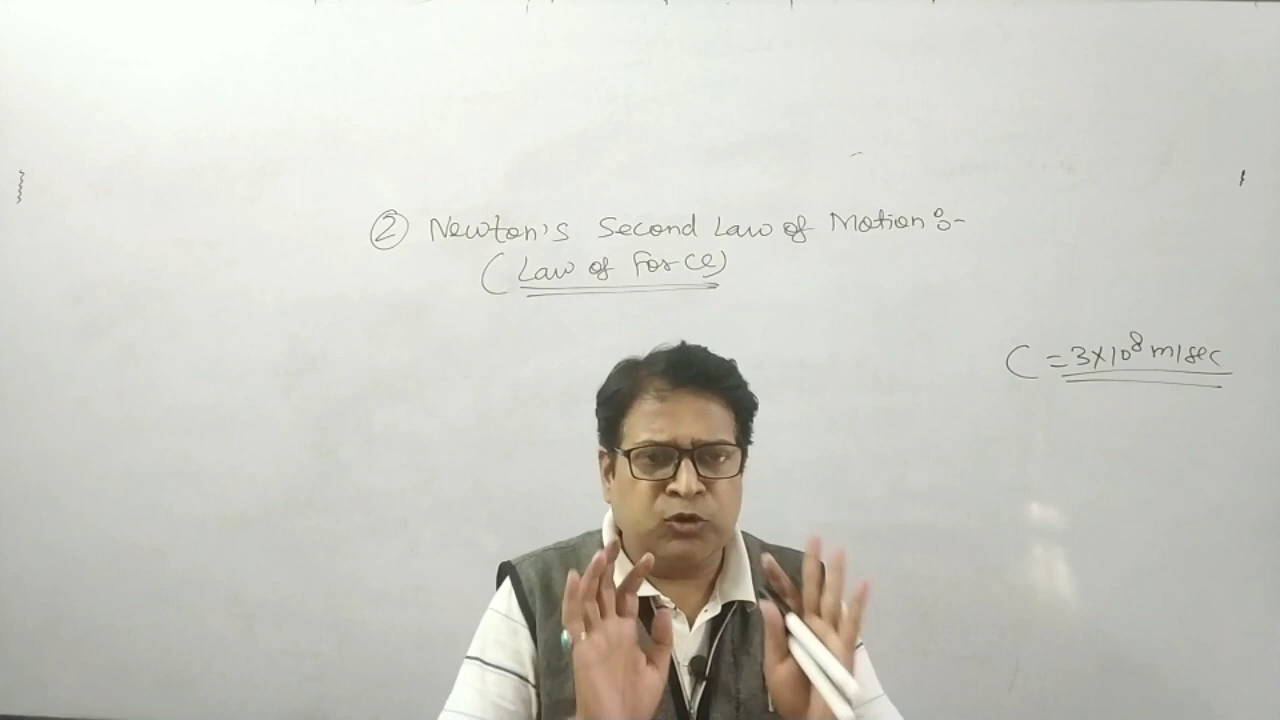 ② Newton's Second Law of Motion :-
(Law of Force)
C = 3×10⁸ m/sec